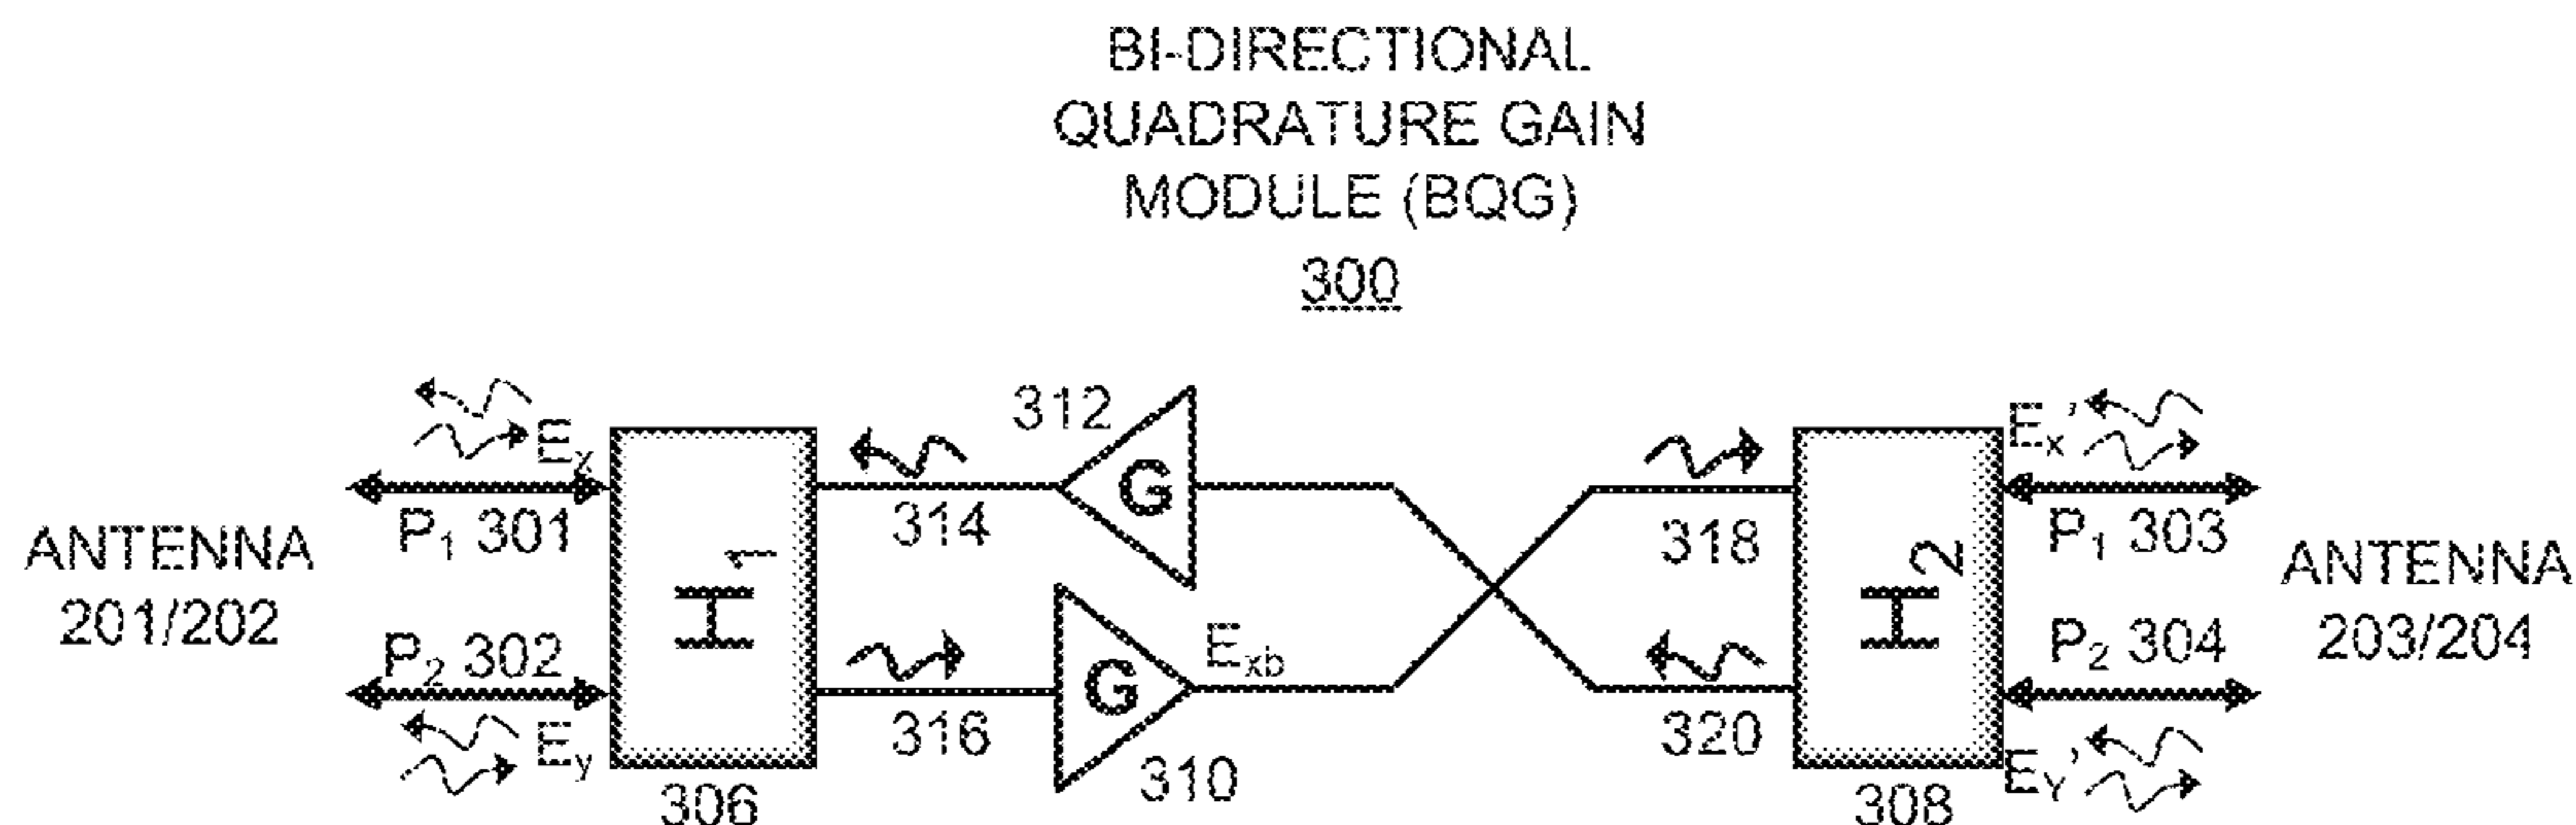 BI-DIRECTIONAL
QUADRATURE GAIN
MODULE (BQG)
300
312
Ex
Ex'
G
P1 301
314
318
P1 303
ANTENNA
201/202
H1
H2
ANTENNA
203/204
P2 302
Exb
P2 304
G
Ey
316
320
EY'
310
306
308